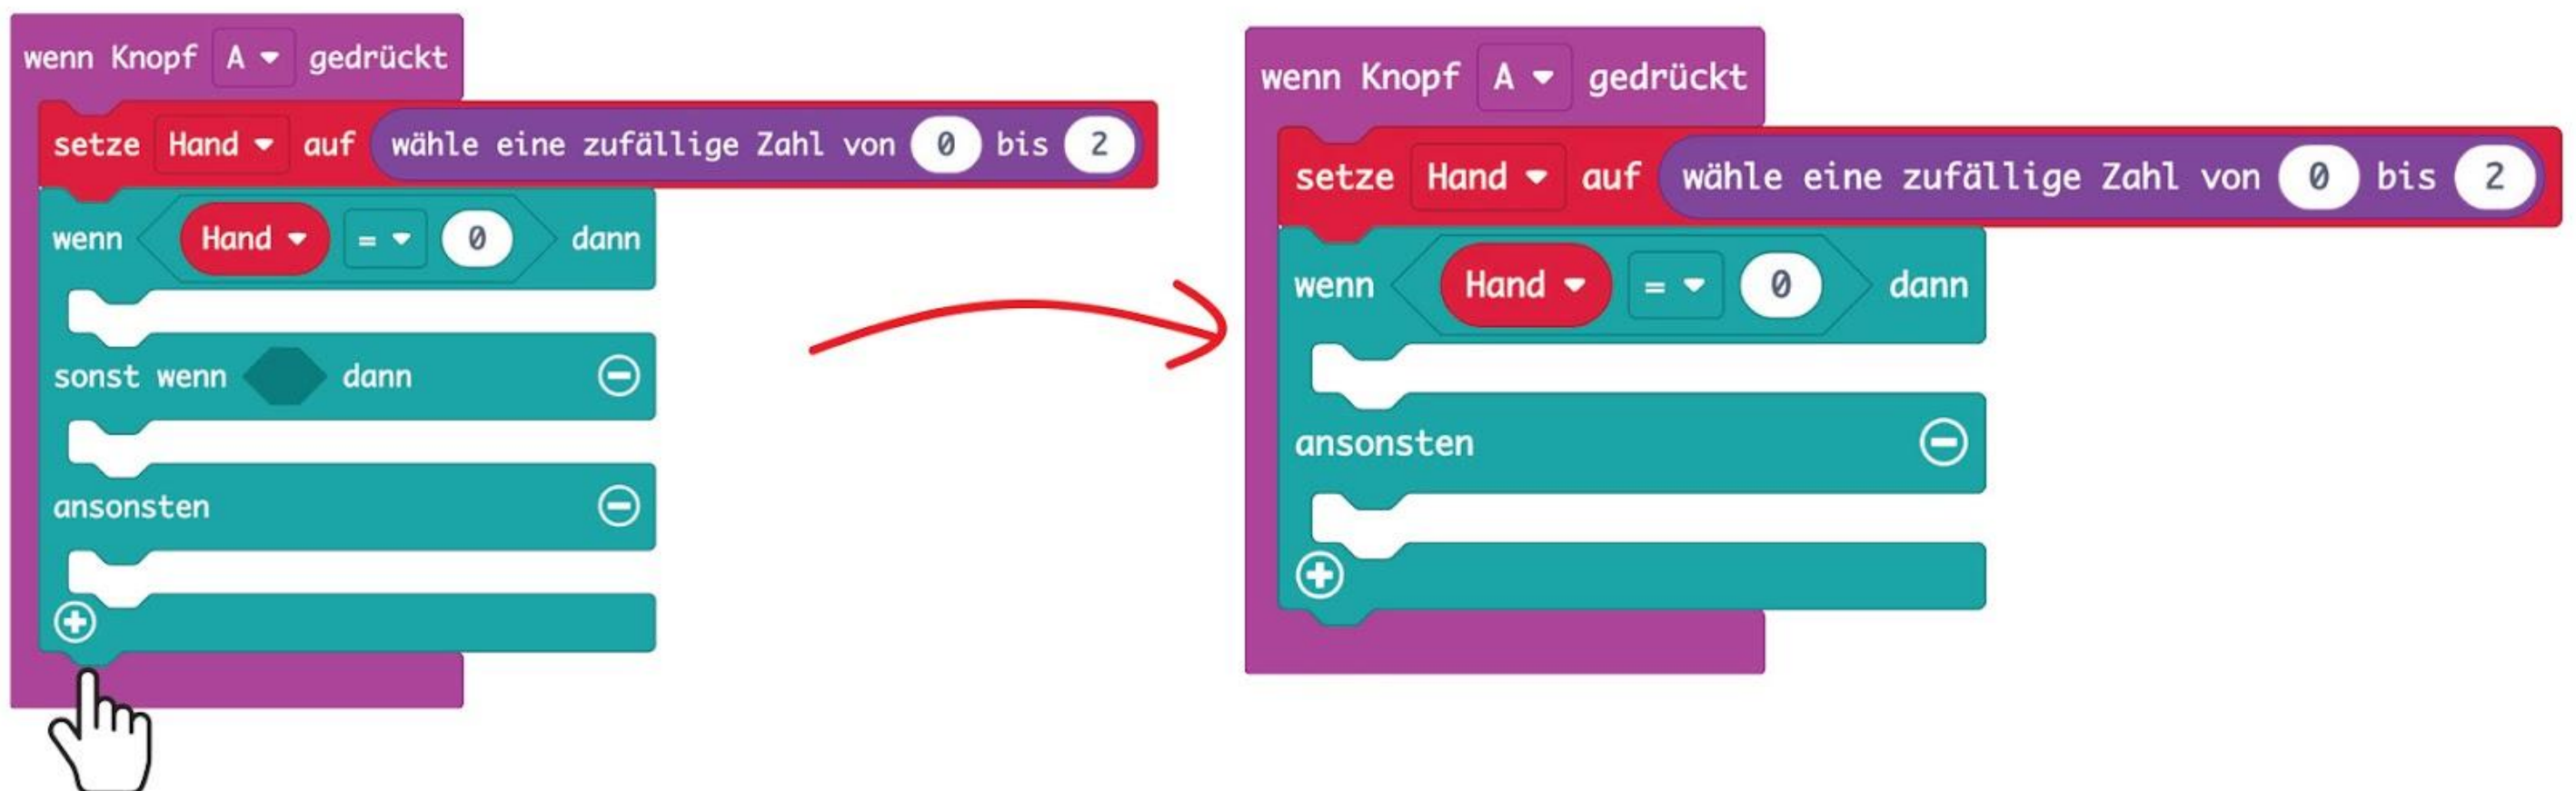 wenn Knopf A gedrückt
setze Hand auf wähle eine zufällige Zahl von 0 bis 2
wenn Hand = 0 dann
sonst wenn dann
ansonsten
wenn Knopf A gedrückt
setze Hand auf wähle eine zufällige Zahl von 0 bis 2
wenn Hand = 0 dann
ansonsten